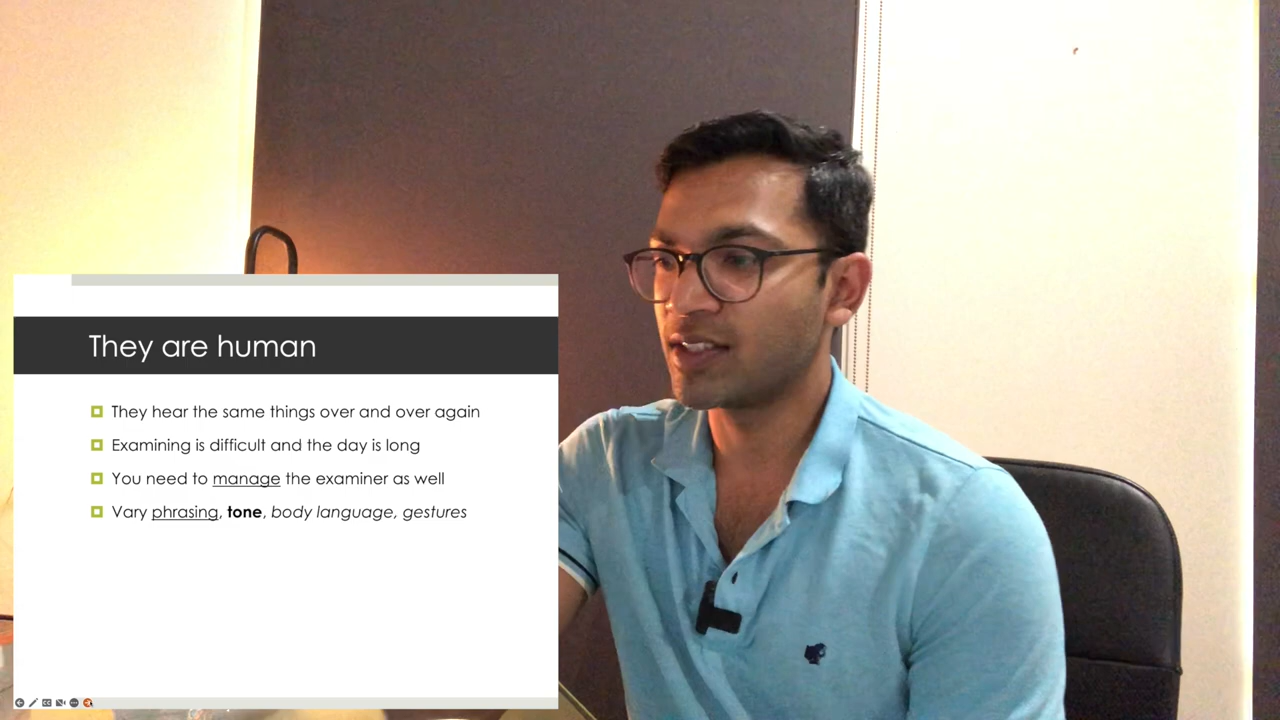 They are human
They hear the same things over and over again
Examining is difficult and the day is long
You need to manage the examiner as well
Vary phrasing, tone, body language, gestures